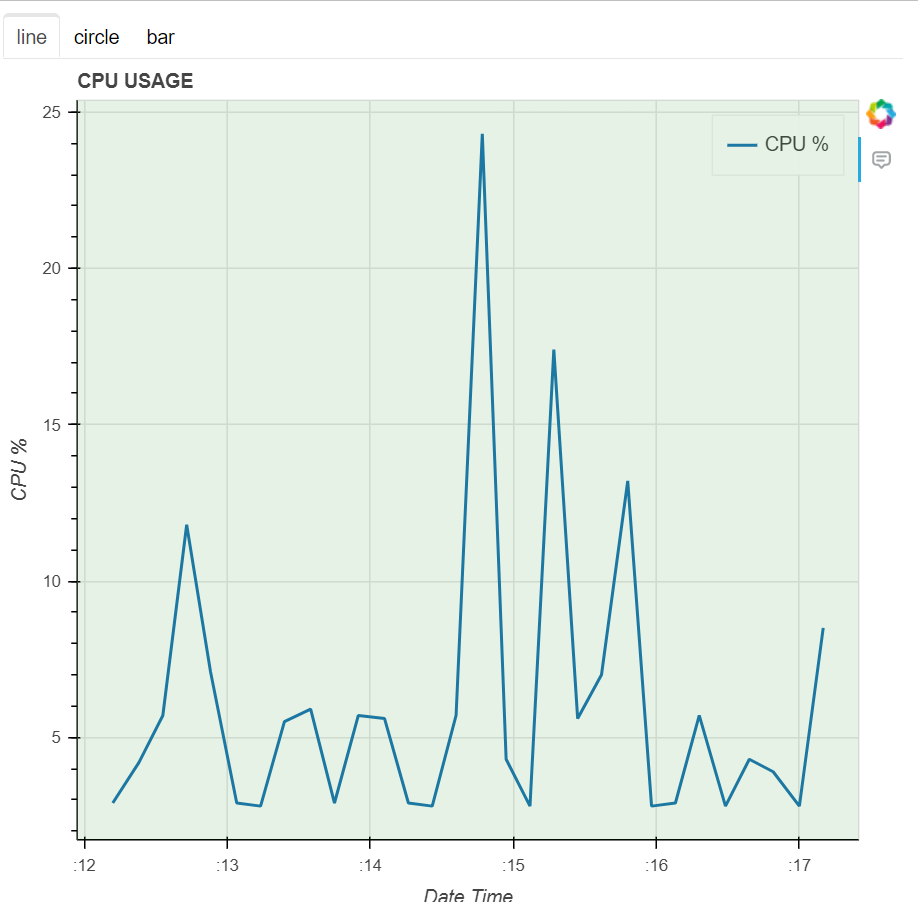 line circle bar
CPU USAGE
CPU %
25
20
15
10
5
CPU %
:12 :13 :14 :15 :16 :17
Date Time